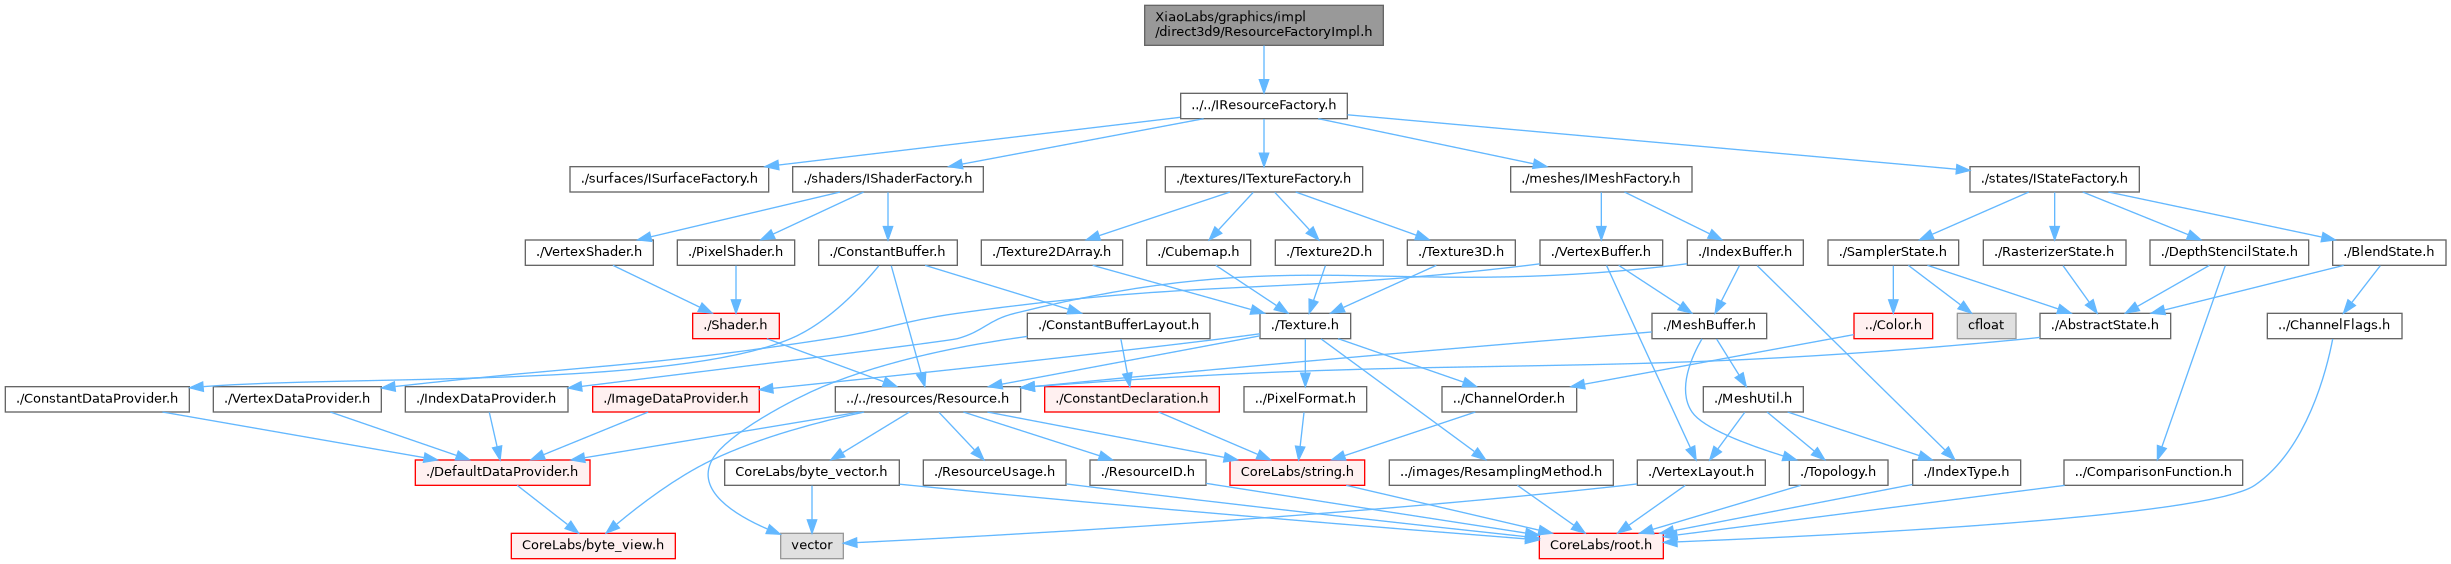 XiaoLabs/graphics/impl
/direct3d9/ResourceFactoryImpl.h
../../IResourceFactory.h
./surfaces/ISurfaceFactory.h
./shaders/IShaderFactory.h
./textures/ITextureFactory.h
./meshes/IMeshFactory.h
./states/IStateFactory.h
./VertexShader.h
./PixelShader.h
./ConstantBuffer.h
./Texture2DArray.h
./Cubemap.h
./Texture2D.h
./Texture3D.h
./VertexBuffer.h
./IndexBuffer.h
./SamplerState.h
./RasterizerState.h
./DepthStencilState.h
./BlendState.h
./Shader.h
./ConstantBufferLayout.h
./Texture.h
./MeshBuffer.h
../Color.h
cfloat
./AbstractState.h
../ChannelFlags.h
./ConstantDataProvider.h
./VertexDataProvider.h
./IndexDataProvider.h
./ImageDataProvider.h
../../resources/Resource.h
./ConstantDeclaration.h
../PixelFormat.h
../ChannelOrder.h
./MeshUtil.h
./DefaultDataProvider.h
CoreLabs/byte_vector.h
./ResourceUsage.h
./ResourceID.h
CoreLabs/string.h
../images/ResamplingMethod.h
./VertexLayout.h
./Topology.h
./IndexType.h
../ComparisonFunction.h
CoreLabs/byte_view.h
vector
CoreLabs/root.h